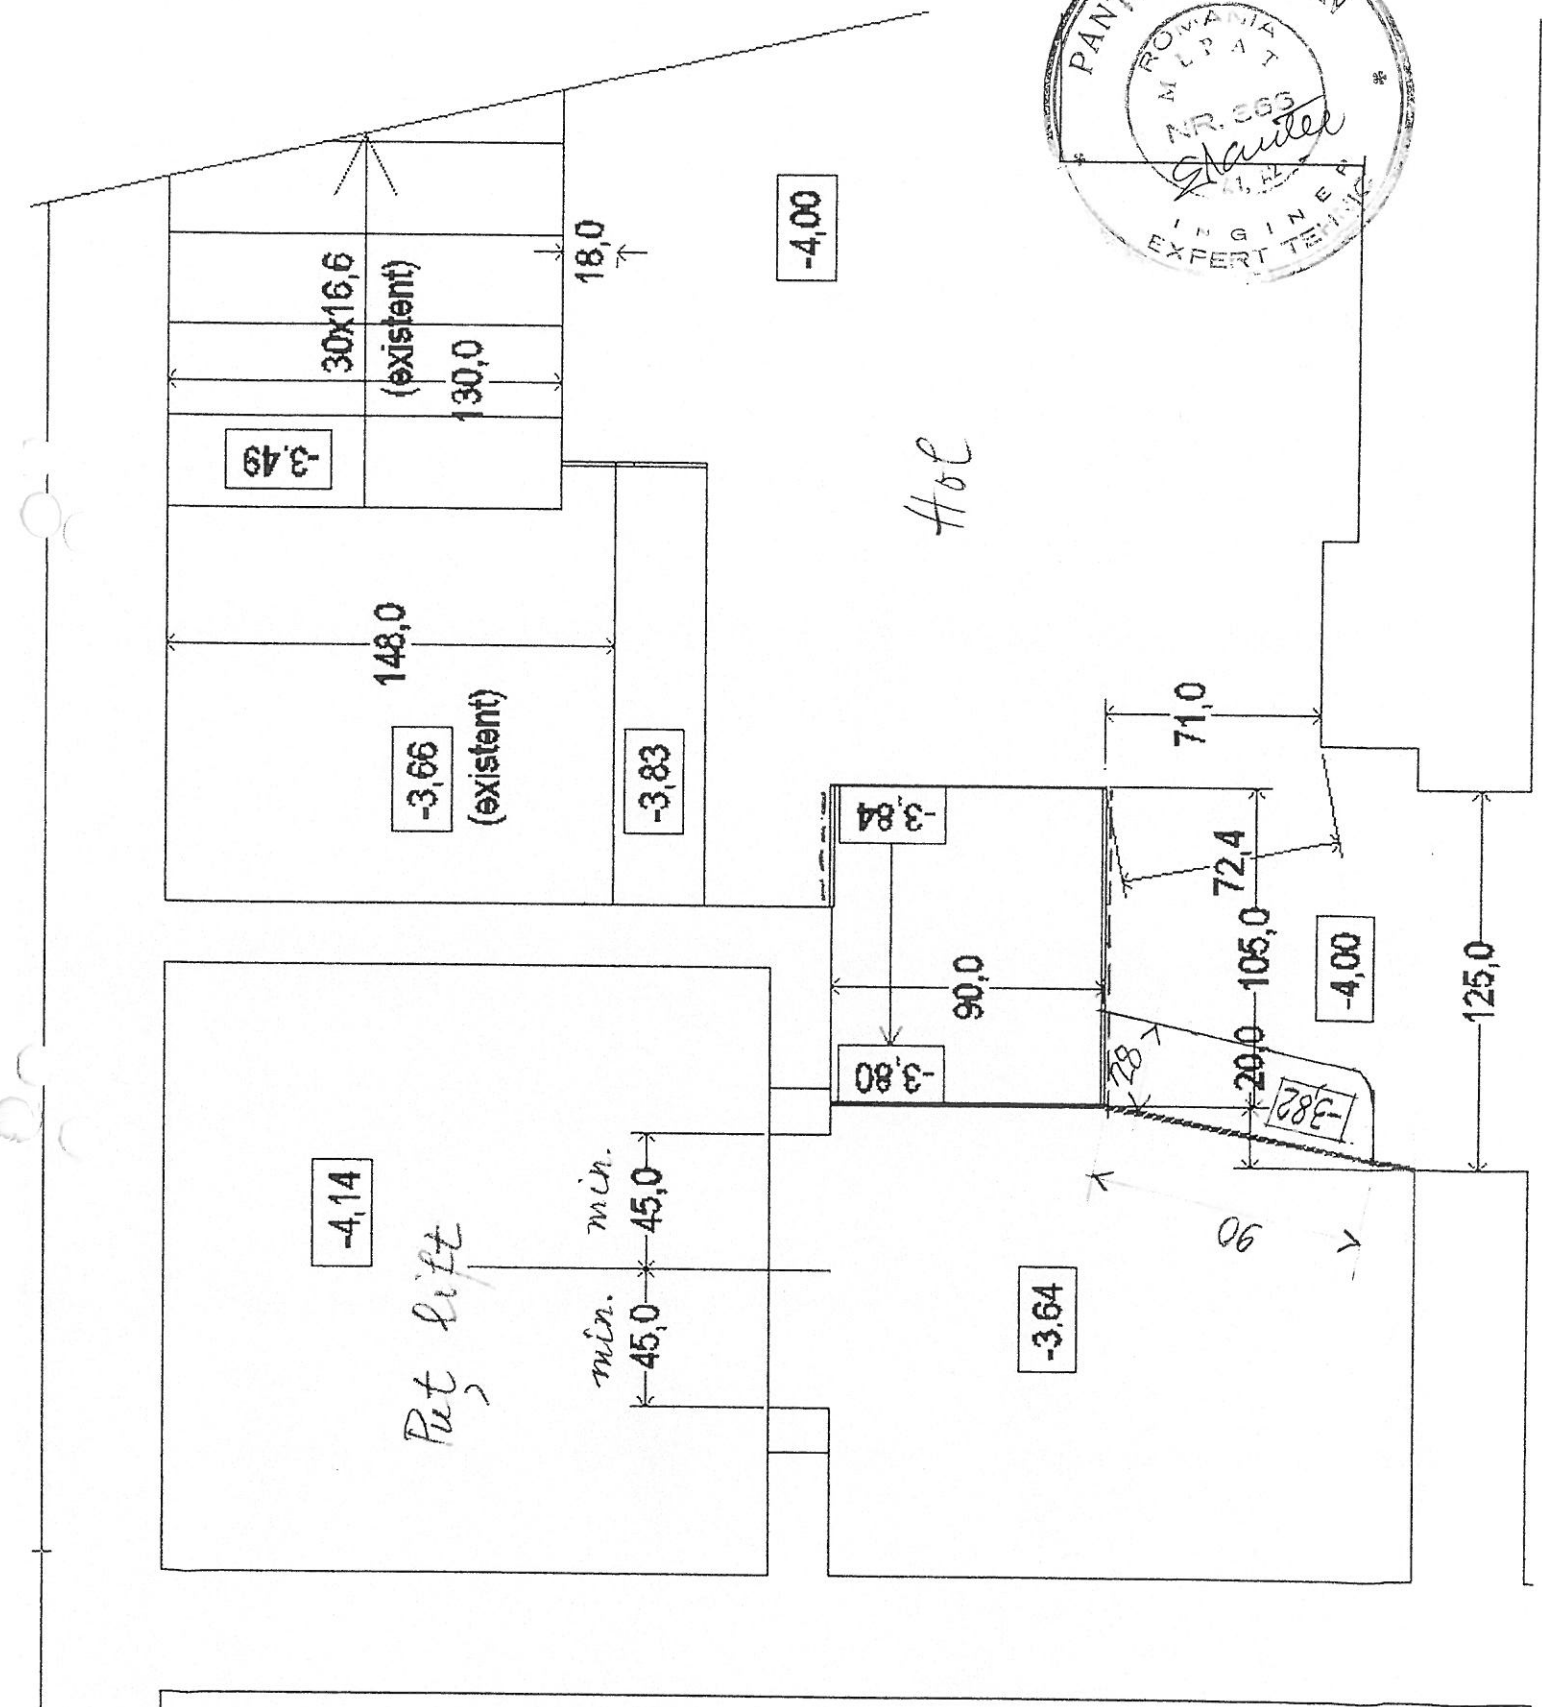 30x16,6
(existent)
130,0
18,0
-3.49
-4,00
148,0
-3,66
(existent)
-3,83
Hol
71,0
-3,84
72,4
105,0
90,0
-4,00
125,0
-3,80
28
20,0
-3,82
-4,14
Puț lift
min.
45,0
min.
45,0
90
-3.64
ROMANIA
M L P A T
NR. 366
INGINER
EXPERT TEHNIC